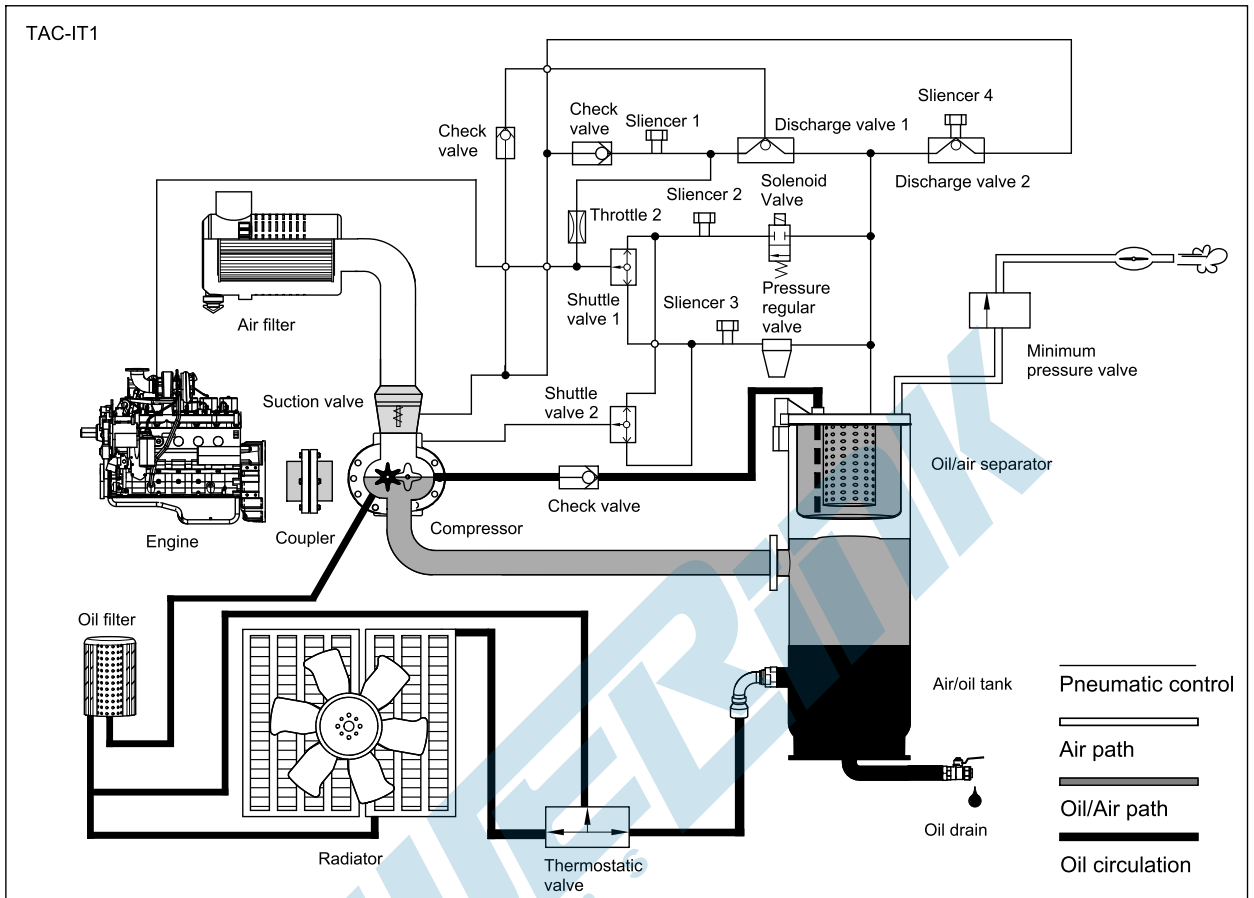 TAC-IT1
Check
valve
Check
valve
Sliencer 1
Discharge valve 1
Sliencer 4
Discharge valve 2
Solenoid
Valve
Sliencer 2
Throttle 2
Shuttle
valve 1
Sliencer 3
Pressure
regular
valve
Air filter
Minimum
pressure valve
Suction valve
Shuttle
valve 2
Oil/air separator
Check valve
Engine
Coupler
Compressor
Oil filter
Air/oil tank
Pneumatic control
Air path
Oil/Air path
Oil circulation
Oil drain
Radiator
Thermostatic
valve